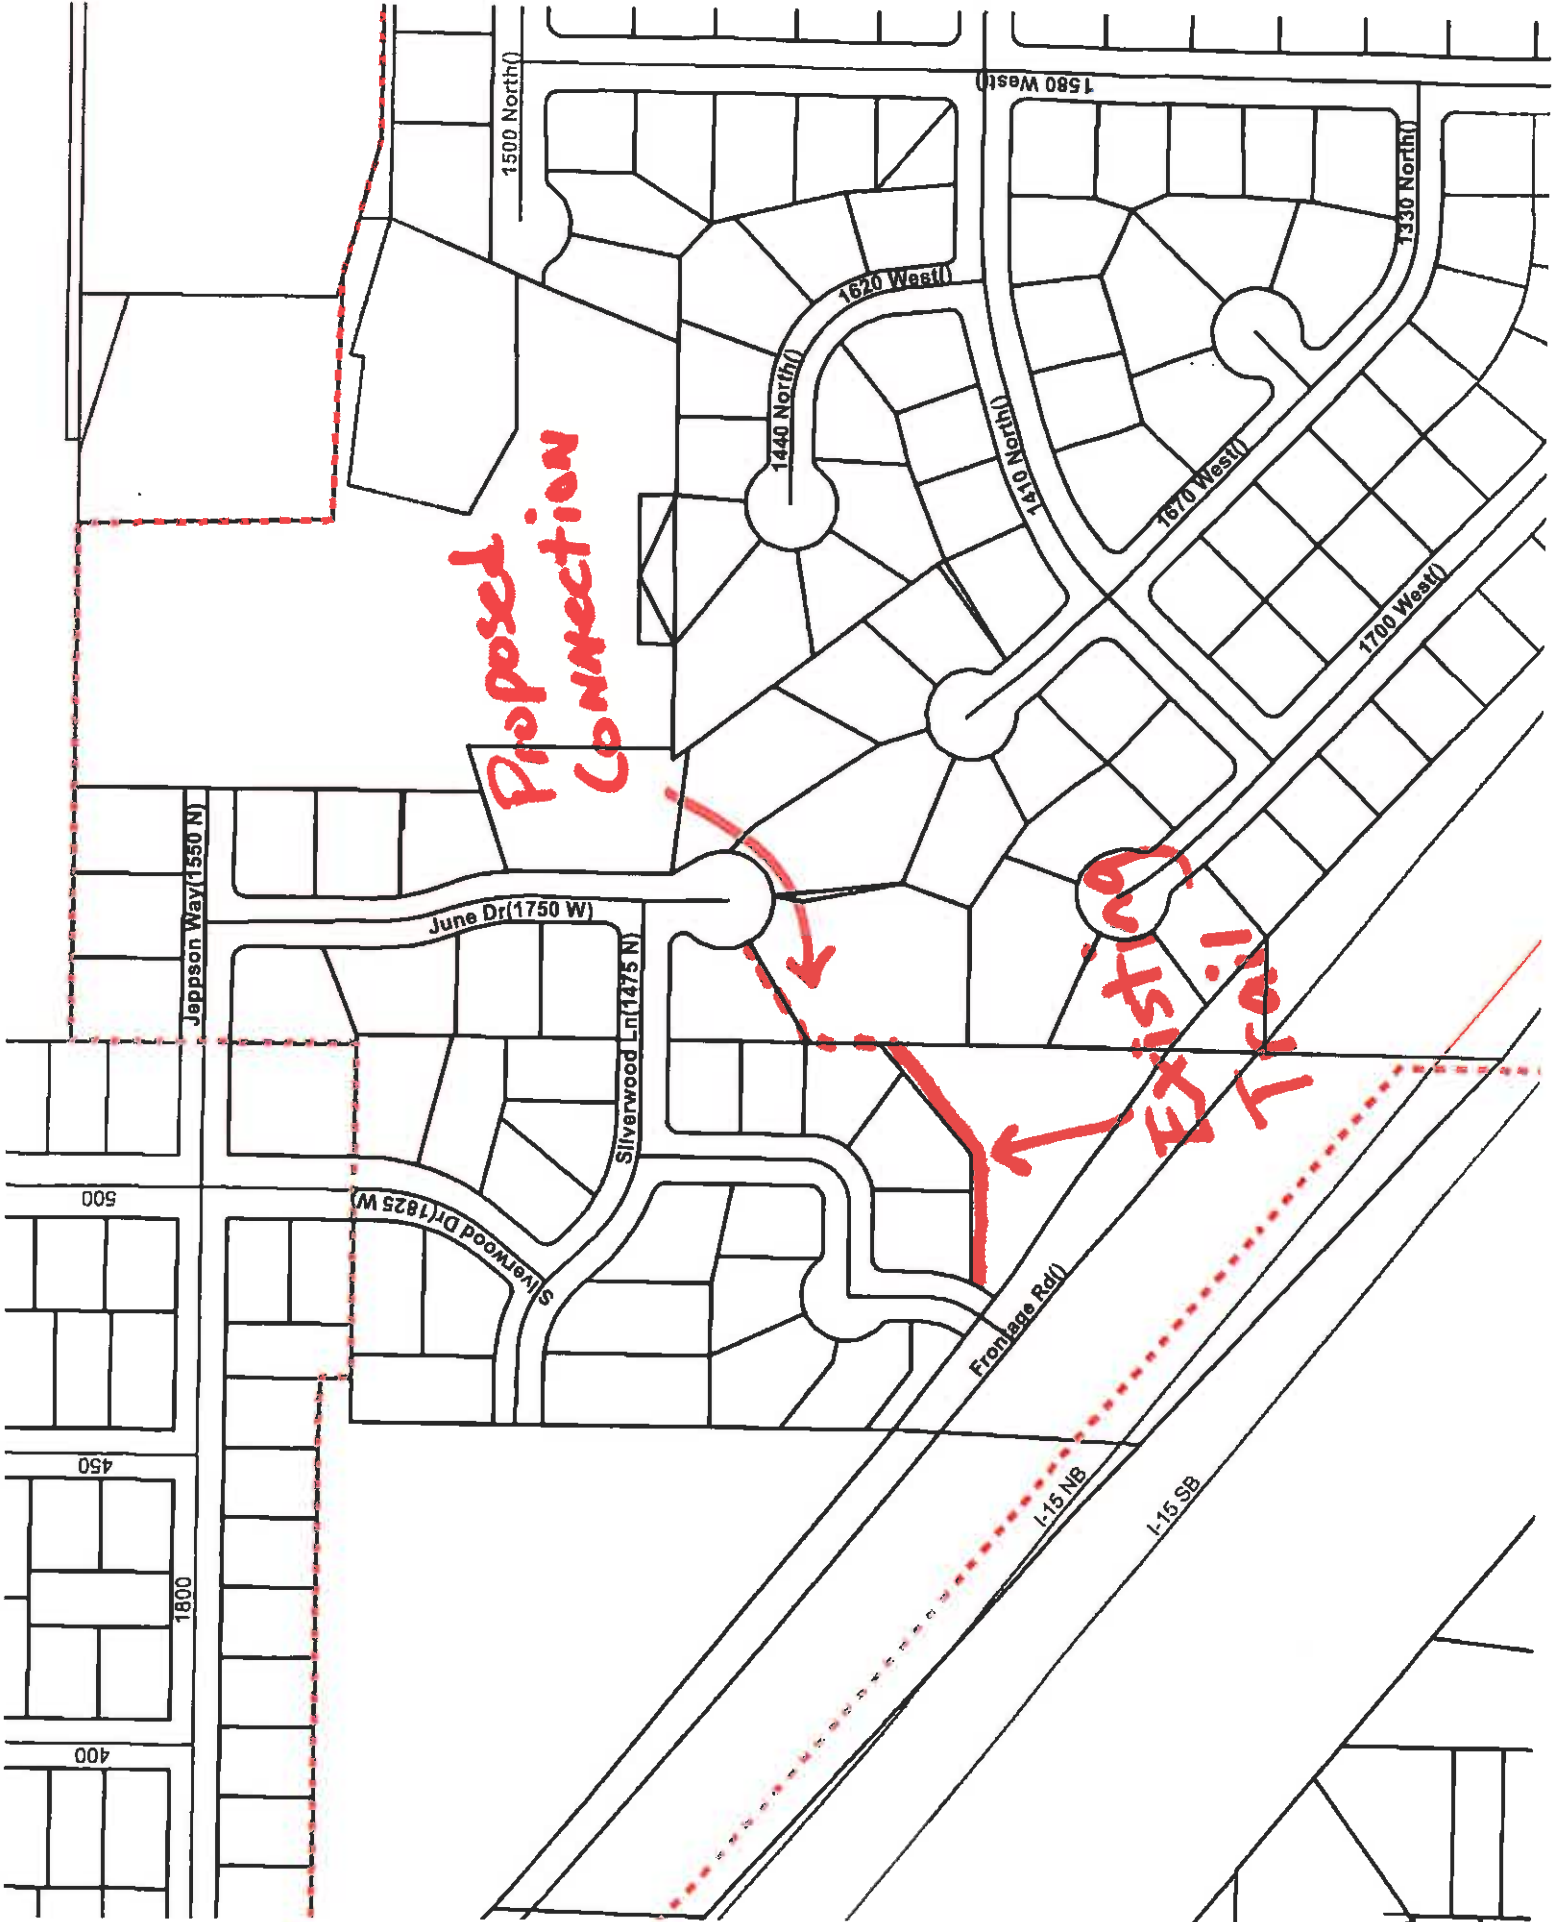 1500 North()
1580 West()
1330 North()
1620 West()
1440 North()
1410 North()
1670 West()
1700 West()
Proposed
Connection
Jeppson Way(1550 N)
June Dr(1750 W)
Silverwood Ln(1475 N)
Existing
Trail
500
Silverwood Dr(1825 W)
Frontage Rd()
450
I-15 NB
I-15 SB
1800
400